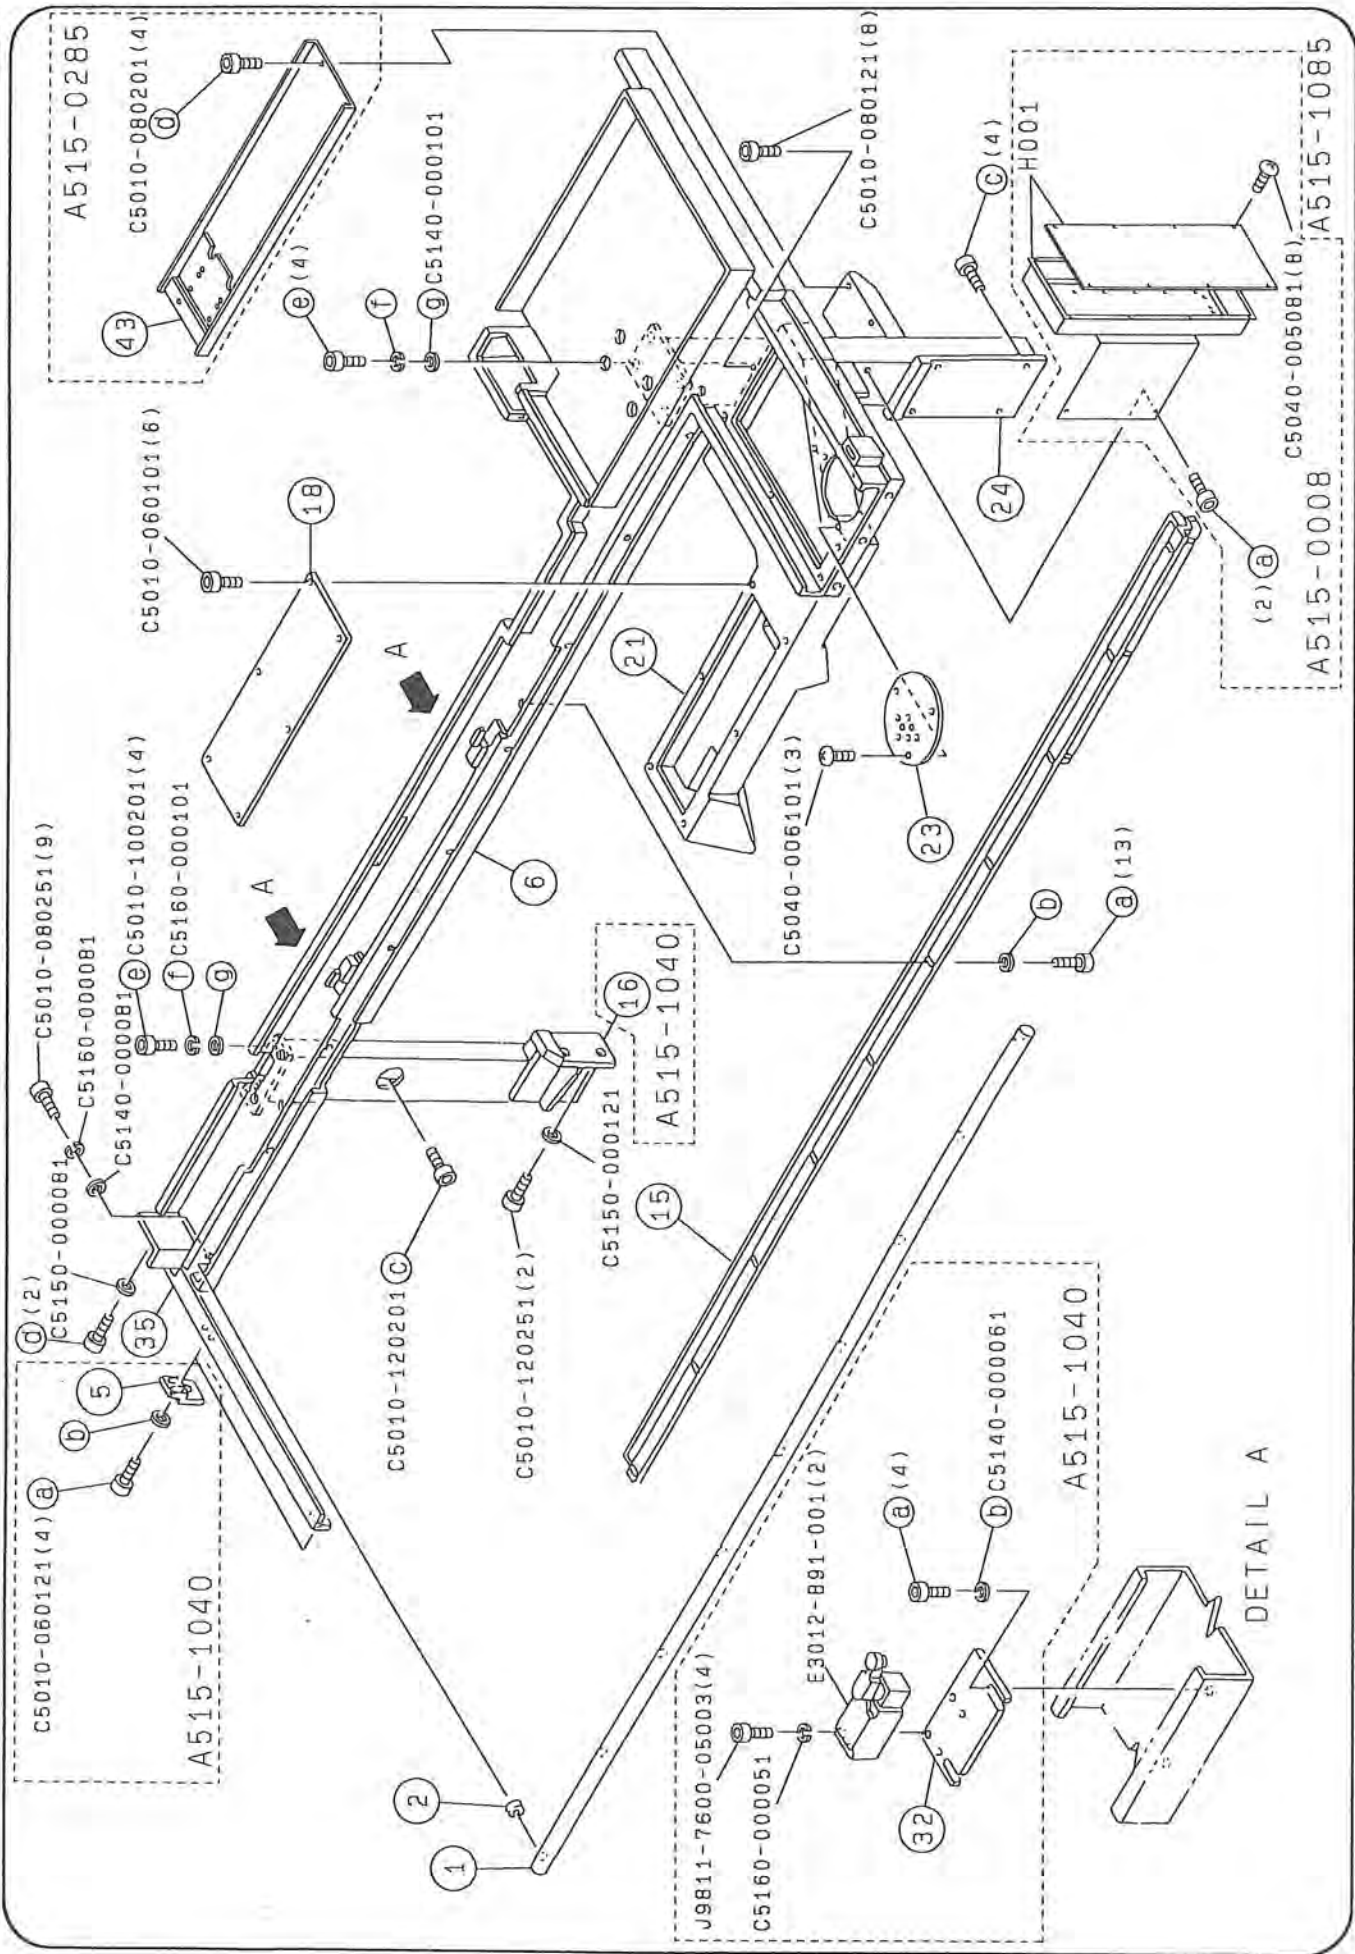 C5010-060121(4) ⓐ
ⓑ
5
A515-1040
ⓓ(2)
C5150-000081
35
C5010-080251(9)
C5160-000081
C5140-000081
ⓔ C5010-100201(4)
ⓕ C5160-000101
ⓖ
C5010-060101(6)
18
A
A
A515-0285
C5010-080201(4)
ⓓ
ⓓ
43
ⓔ(4)
ⓕ
ⓖ C5140-000101
C5010-080121(8)
6
21
C5010-120201 ⓒ
C5010-120251(2)
C5150-000121
16
A515-1040
C5040-006101(3)
23
24
ⓒ(4)
H001
A515-1085
C5040-005081(8)
(2) ⓐ
A515-0008
2
1
15
ⓑ
ⓐ(13)
J9811-7600-05003(4)
C5160-000051
E3012-891-001(2)
ⓐ(4)
ⓑ C5140-000061
32
A515-1040
DETAIL A